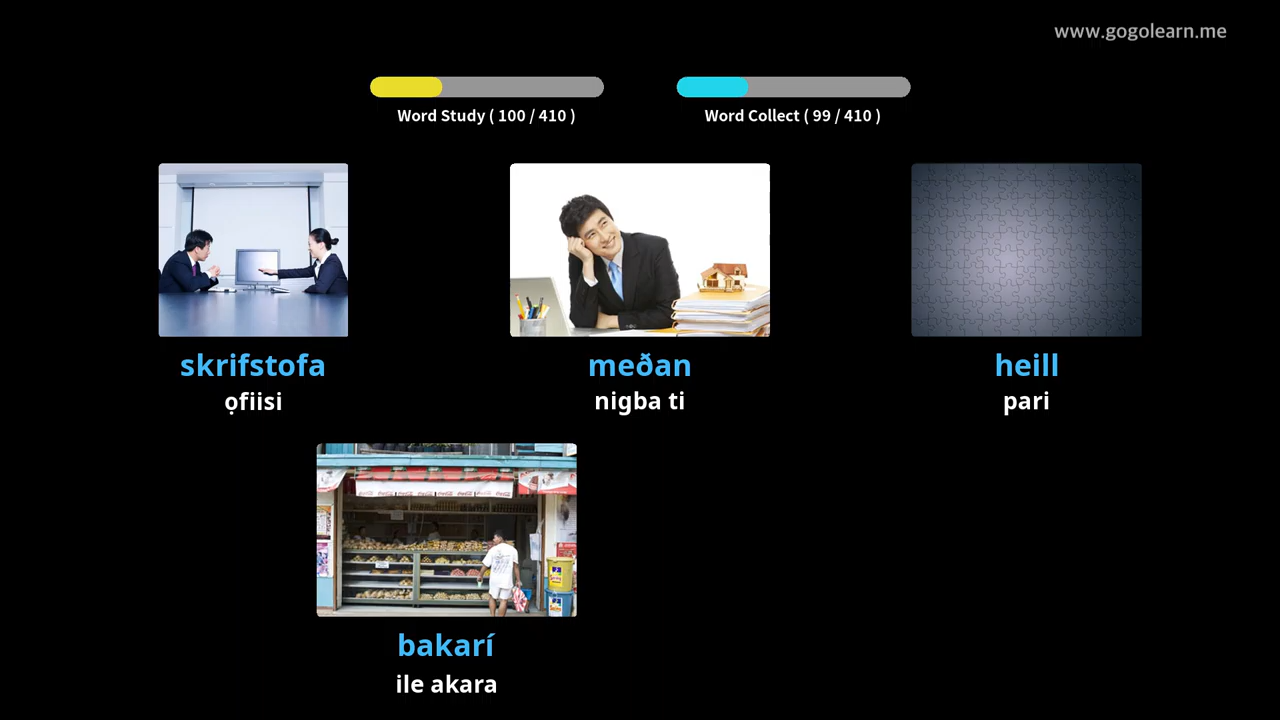 www.gogolearn.me
Word Study ( 100 / 410 )
Word Collect ( 99 / 410 )
skrifstofa
ọfiisi
meðan
nigba ti
heill
pari
bakarí
ile akara